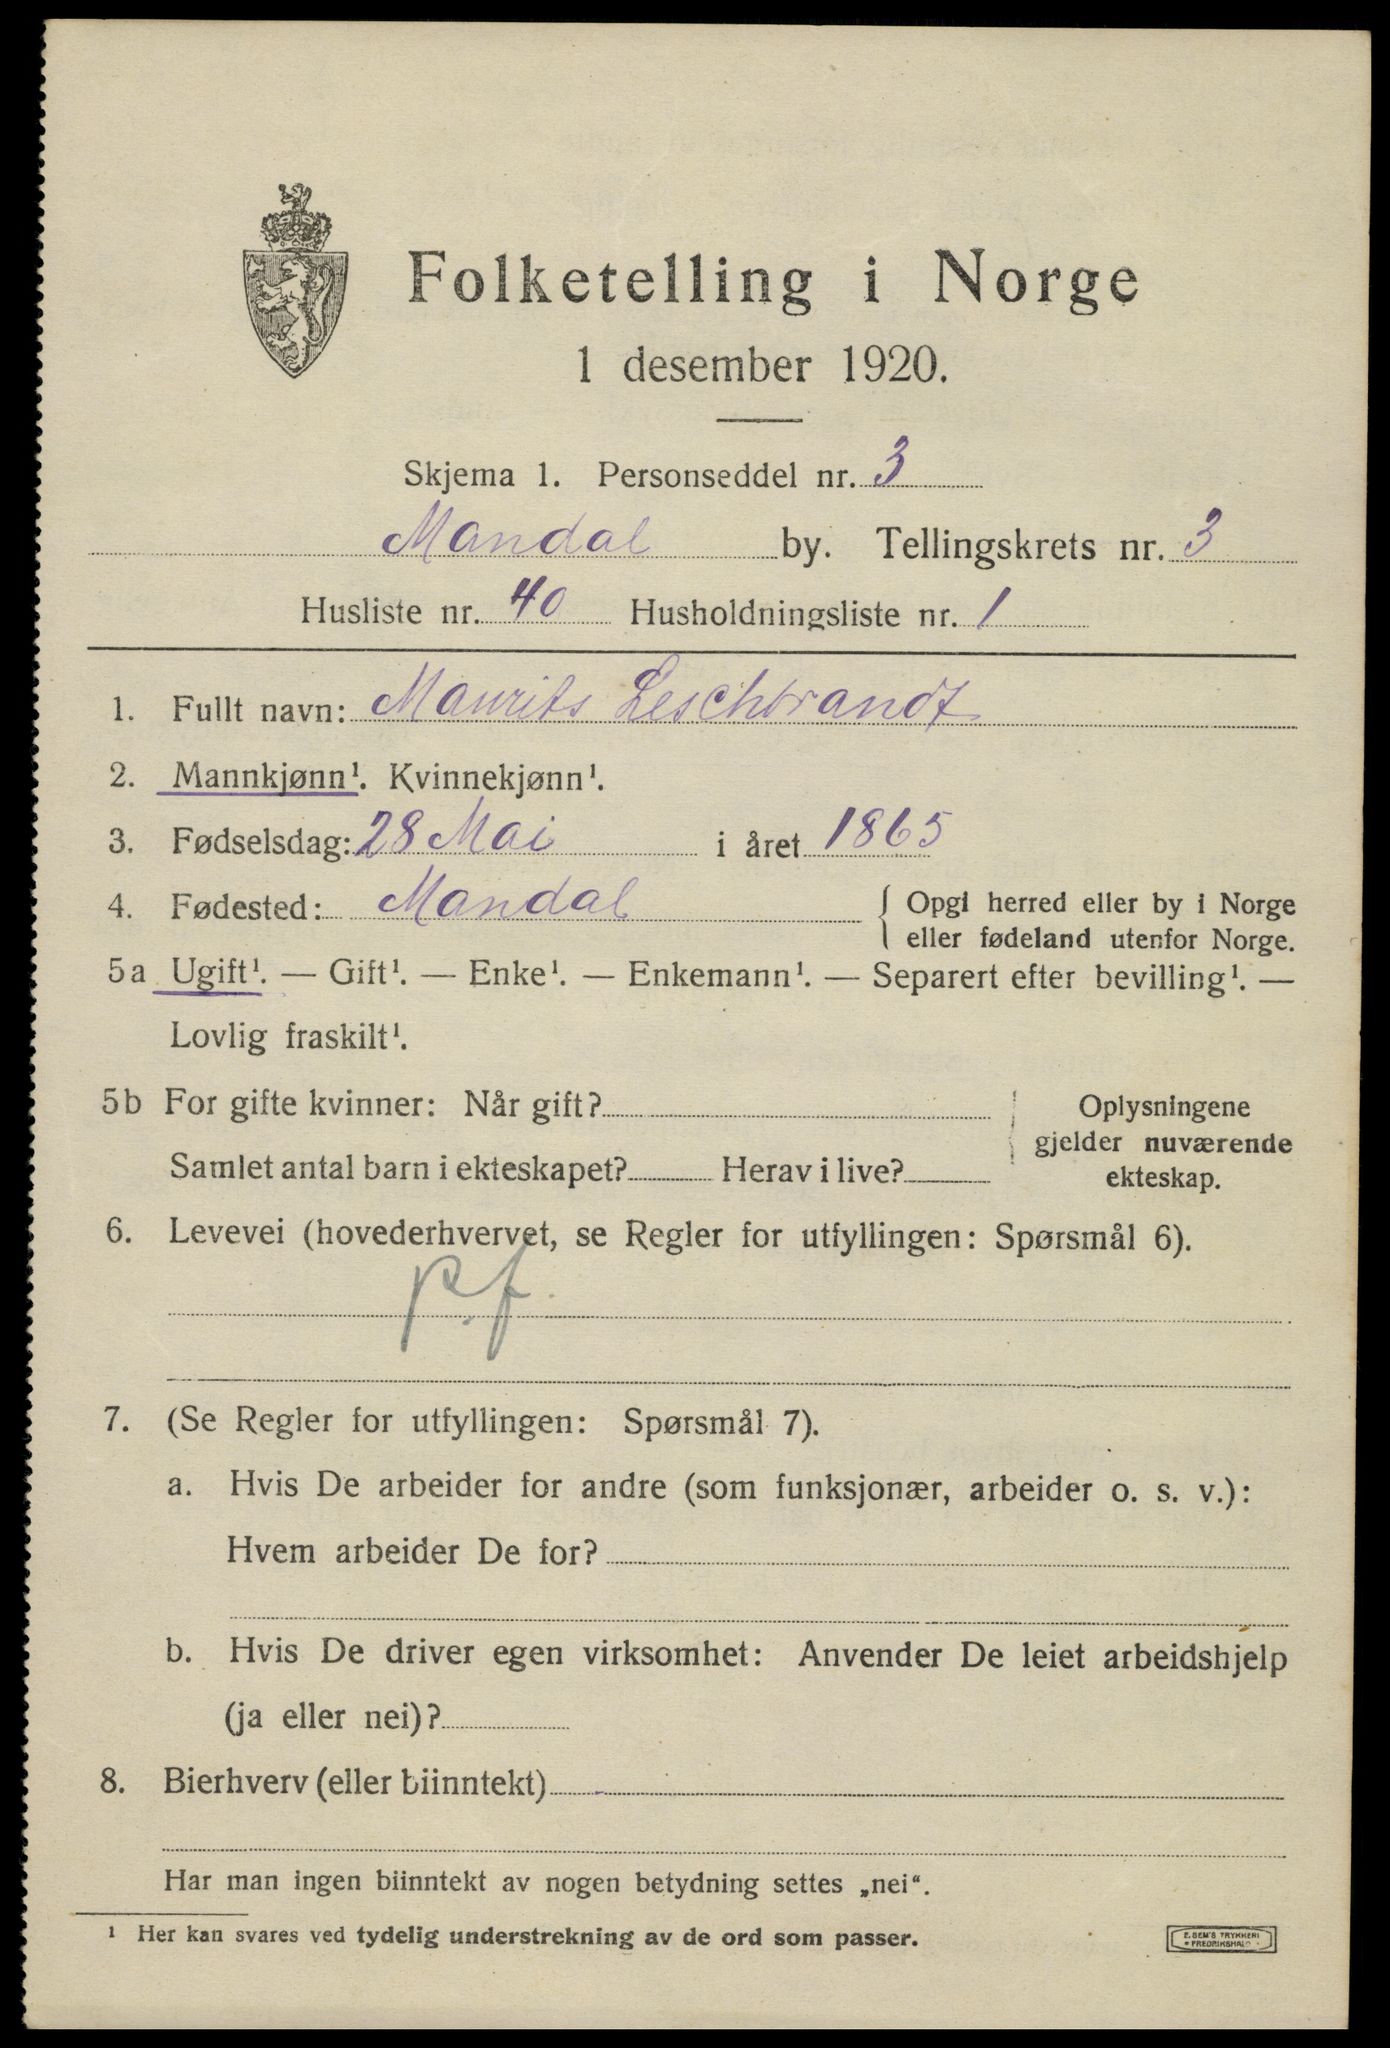 Folketelling i Norge
1 desember 1920.
Skjema 1. Personseddel nr. 3
Mandal by. Tellingskrets nr. 3
Husliste nr. 40 Husholdningsliste nr. 1
1. Fullt navn: Maurits Leschbrandt
2. Mannkjønn¹. Kvinnekjønn¹.
3. Fødselsdag: 28 Mai i året 1865
4. Fødested: Mandal { Opgi herred eller by i Norge
eller fødeland utenfor Norge.
5a Ugift¹. — Gift¹. — Enke¹. — Enkemann¹. — Separert efter bevilling¹. —
Lovlig fraskilt¹.
5b For gifte kvinner: Når gift?
Samlet antal barn i ekteskapet? Herav i live?
Oplysningene
gjelder nuværende
ekteskap.
6. Levevei (hovederhvervet, se Regler for utfyllingen: Spørsmål 6).
p.f.
7. (Se Regler for utfyllingen: Spørsmål 7).
a. Hvis De arbeider for andre (som funksjonær, arbeider o. s. v.):
Hvem arbeider De for?
b. Hvis De driver egen virksomhet: Anvender De leiet arbeidshjelp
(ja eller nei)?
8. Bierhverv (eller biinntekt)
Har man ingen biinntekt av nogen betydning settes „nei“.
¹ Her kan svares ved tydelig understrekning av de ord som passer.
E. SEM'S TRYKKERI
• FREDRIKSHALD •